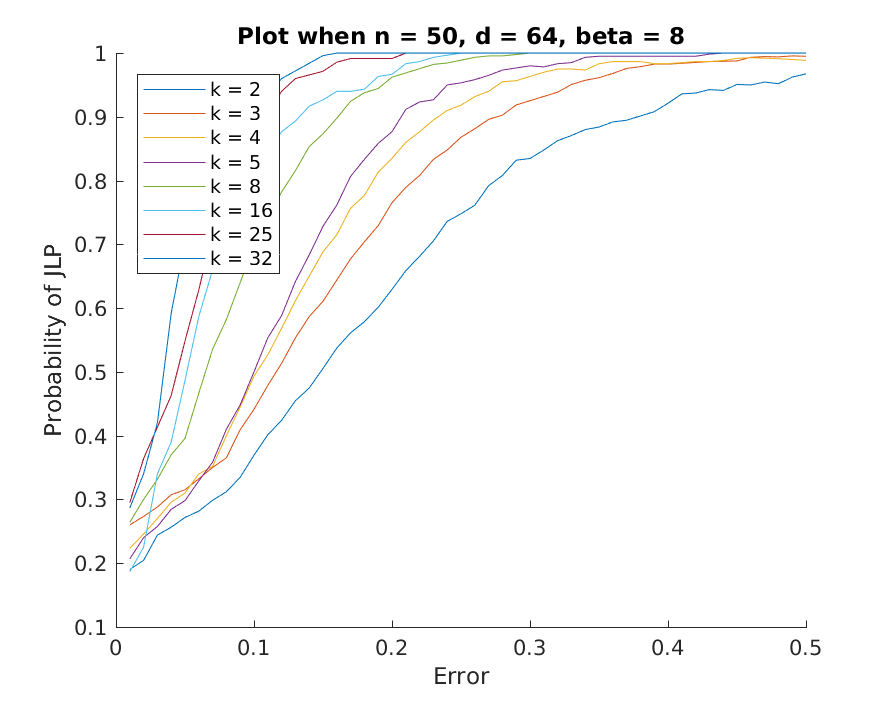 Plot when n = 50, d = 64, beta = 8
Probability of JLP
1
0.9
0.8
0.7
0.6
0.5
0.4
0.3
0.2
0.1
k = 2
k = 3
k = 4
k = 5
k = 8
k = 16
k = 25
k = 32
0 0.1 0.2 0.3 0.4 0.5
Error